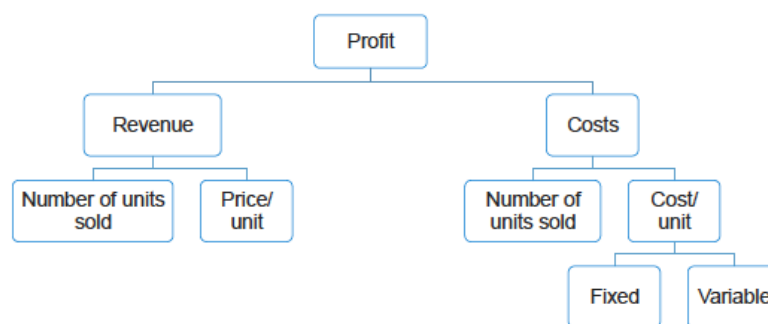 Profit
Revenue
Costs
Number of units
sold
Price/
unit
Number of
units sold
Cost/
unit
Fixed
Variable